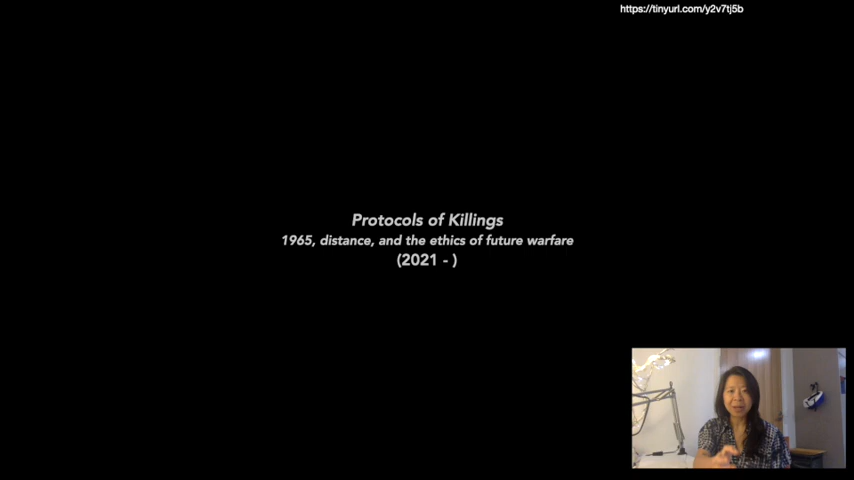 https://tinyurl.com/y2v7tj5b
Protocols of Killings
1965, distance, and the ethics of future warfare
(2021 - )